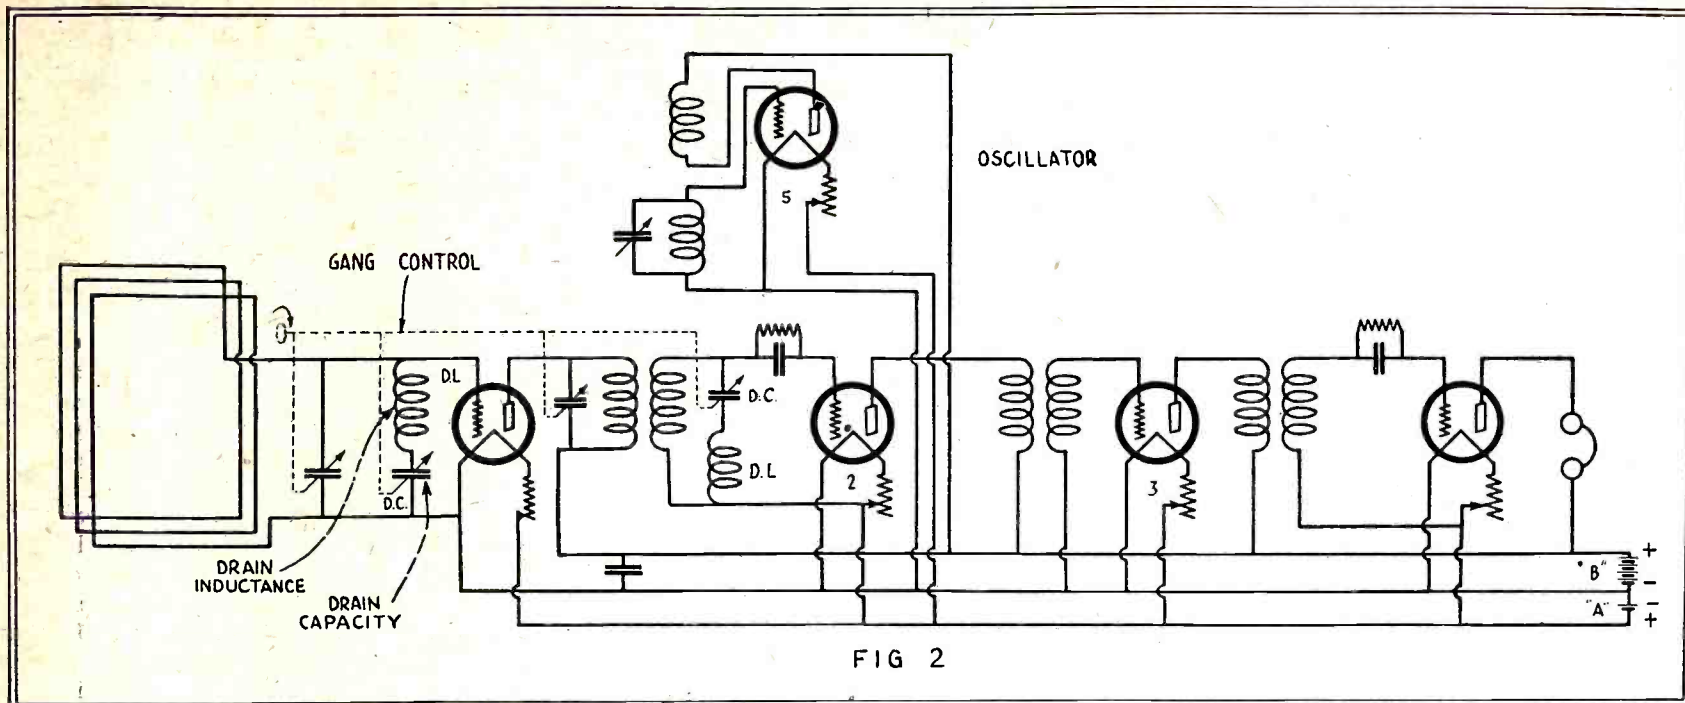 OSCILLATOR
5
GANG CONTROL
D.L
D.C.
D.C.
D.L
2
3
DRAIN
INDUCTANCE
DRAIN
CAPACITY
+
"B"
-
"A"
-
+
FIG 2